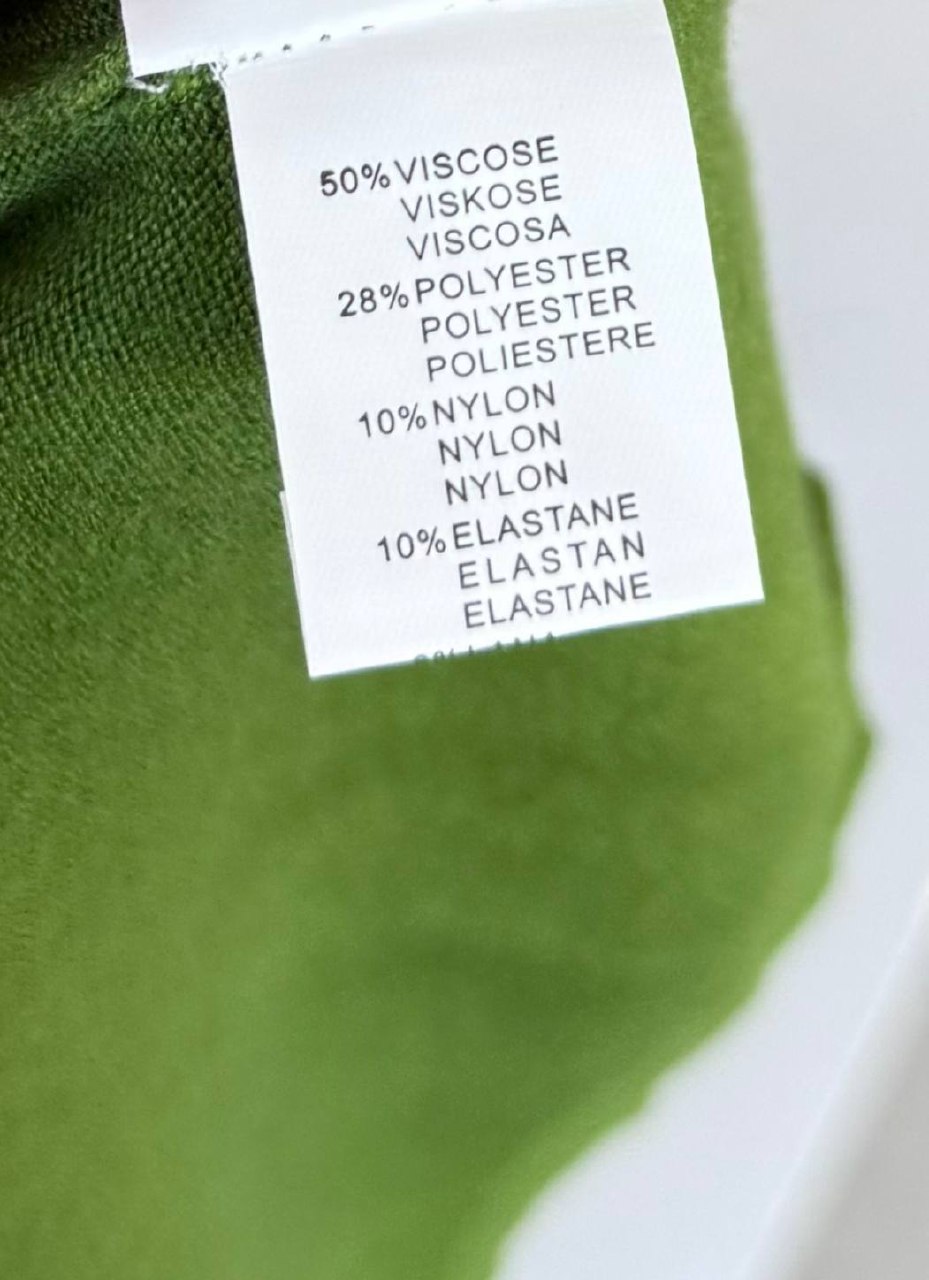 50% VISCOSE
VISKOSE
VISCOSA
28% POLYESTER
POLYESTER
POLIESTERE
10% NYLON
NYLON
NYLON
10% ELASTANE
ELASTAN
ELASTANE